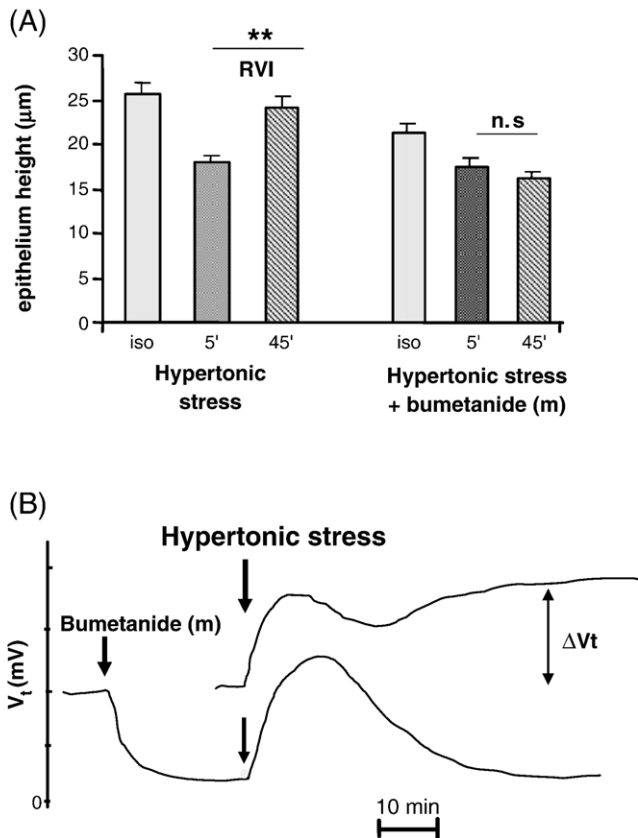 (A)
**
RVI
n.s
epithelium height (μm)
30
25
20
15
10
5
0
iso 5' 45' iso 5' 45'
Hypertonic
stress
Hypertonic stress
+ bumetanide (m)
(B)
Hypertonic stress
Bumetanide (m)
ΔVt
Vt (mV)
0
10 min